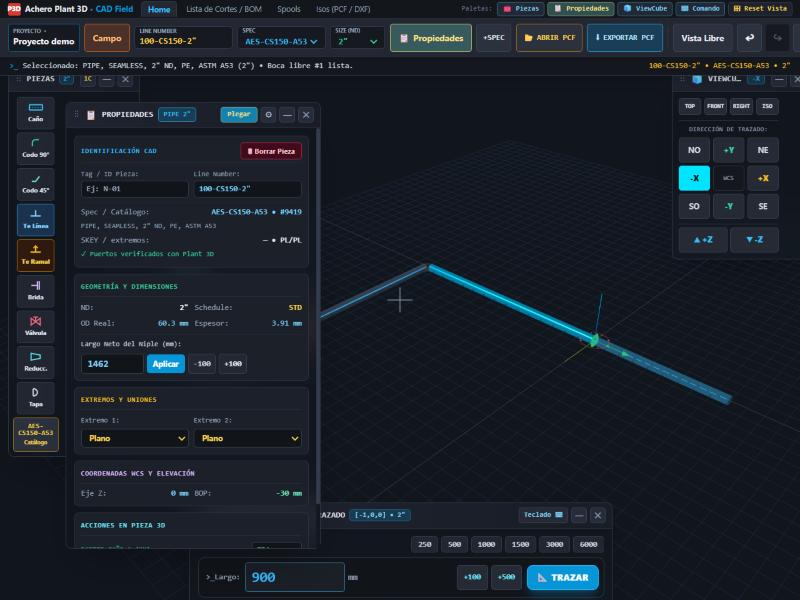 P3D Achero Plant 3D - CAD Field Home Lista de Cortes / BOM Spools Isos (PCF / DXF) Paletas: Piezas Propiedades ViewCube Comando Reset Vista
PROYECTO ▾
Proyecto demo
Campo
LINE NUMBER
100-CS150-2"
SPEC
AES-CS150-A53
SIZE (ND)
2"
Propiedades
+SPEC
ABRIR PCF
EXPORTAR PCF
Vista Libre
>_ Seleccionado: PIPE, SEAMLESS, 2" ND, PE, ASTM A53 (2") • Boca libre #1 lista.
100-CS150-2" • AES-CS150-A53 • 2"
PIEZAS 2" 1C
Caño
Codo 90°
Codo 45°
Te Línea
Te Ramal
Brida
Válvula
Reducc.
Tapa
AES-CS150-A53
Catálogo
PROPIEDADES PIPE 2" Plegar
IDENTIFICACIÓN CAD Borrar Pieza
Tag / ID Pieza: Line Number:
Ej: N-01 100-CS150-2"
Spec / Catálogo: AES-CS150-A53 • #9419
PIPE, SEAMLESS, 2" ND, PE, ASTM A53
SKEY / extremos: — • PL/PL
✓ Puertos verificados con Plant 3D
GEOMETRÍA Y DIMENSIONES
ND: 2" Schedule: STD
OD Real: 60.3 mm Espesor: 3.91 mm
Largo Neto del Niple (mm):
1462 Aplicar -100 +100
EXTREMOS Y UNIONES
Extremo 1: Extremo 2:
Plano Plano
COORDENADAS WCS Y ELEVACIÓN
Eje Z: 0 mm BOP: -30 mm
ACCIONES EN PIEZA 3D
VIEWCU… -X
TOP FRONT RIGHT ISO
DIRECCIÓN DE TRAZADO:
NO +Y NE
-X WCS +X
SO -Y SE
▲+Z ▼-Z
AZADO [-1,0,0] • 2" Teclado
250 500 1000 1500 3000 6000
>_Largo: 900 mm +100 +500 TRAZAR